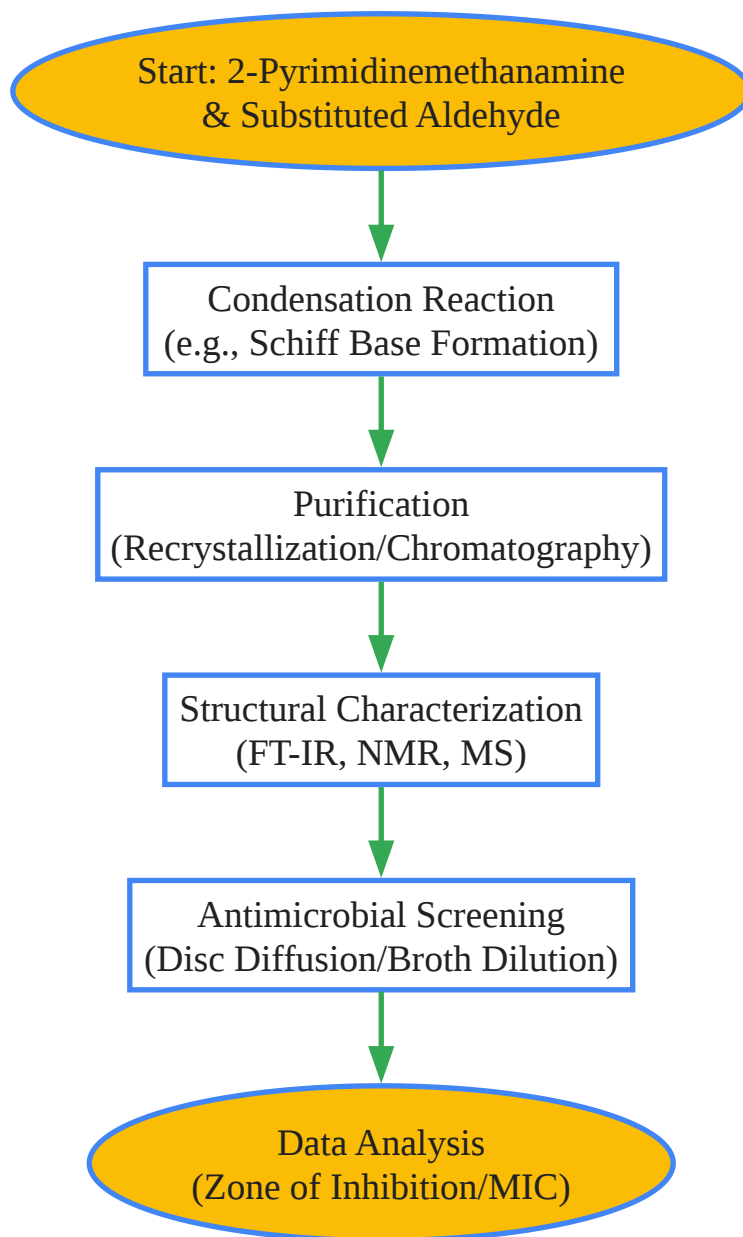 Start: 2-Pyrimidinemethanamine
& Substituted Aldehyde
Condensation Reaction
(e.g., Schiff Base Formation)
Purification
(Recrystallization/Chromatography)
Structural Characterization
(FT-IR, NMR, MS)
Antimicrobial Screening
(Disc Diffusion/Broth Dilution)
Data Analysis
(Zone of Inhibition/MIC)